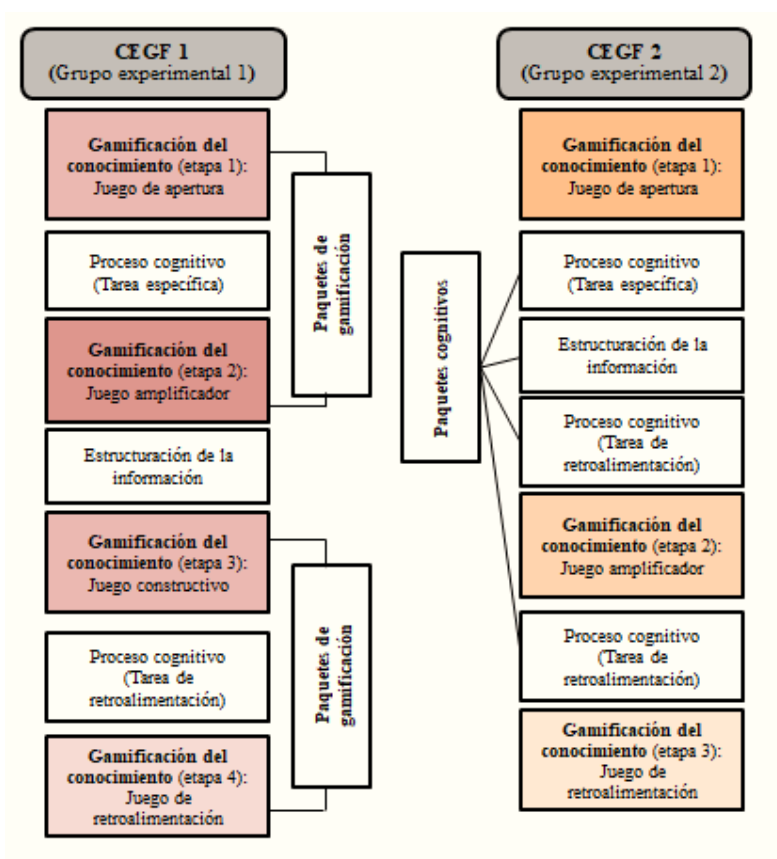 CEGF 1
(Grupo experimental 1)
Gamificación del
conocimiento (etapa 1):
Juego de apertura
Proceso cognitivo
(Tarea específica)
Gamificación del
conocimiento (etapa 2):
Juego amplificador
Estructuración de la
información
Gamificación del
conocimiento (etapa 3):
Juego constructivo
Proceso cognitivo
(Tarea de
retroalimentación)
Gamificación del
conocimiento (etapa 4):
Juego de
retroalimentación
Paquetes de
gamificación
Paquetes de
gamificación
CEGF 2
(Grupo experimental 2)
Gamificación del
conocimiento (etapa 1):
Juego de apertura
Proceso cognitivo
(Tarea específica)
Estructuración de la
información
Proceso cognitivo
(Tarea de
retroalimentación)
Gamificación del
conocimiento (etapa 2):
Juego amplificador
Proceso cognitivo
(Tarea de
retroalimentación)
Gamificación del
conocimiento (etapa 3):
Juego de
retroalimentación
Paquetes cognitivos